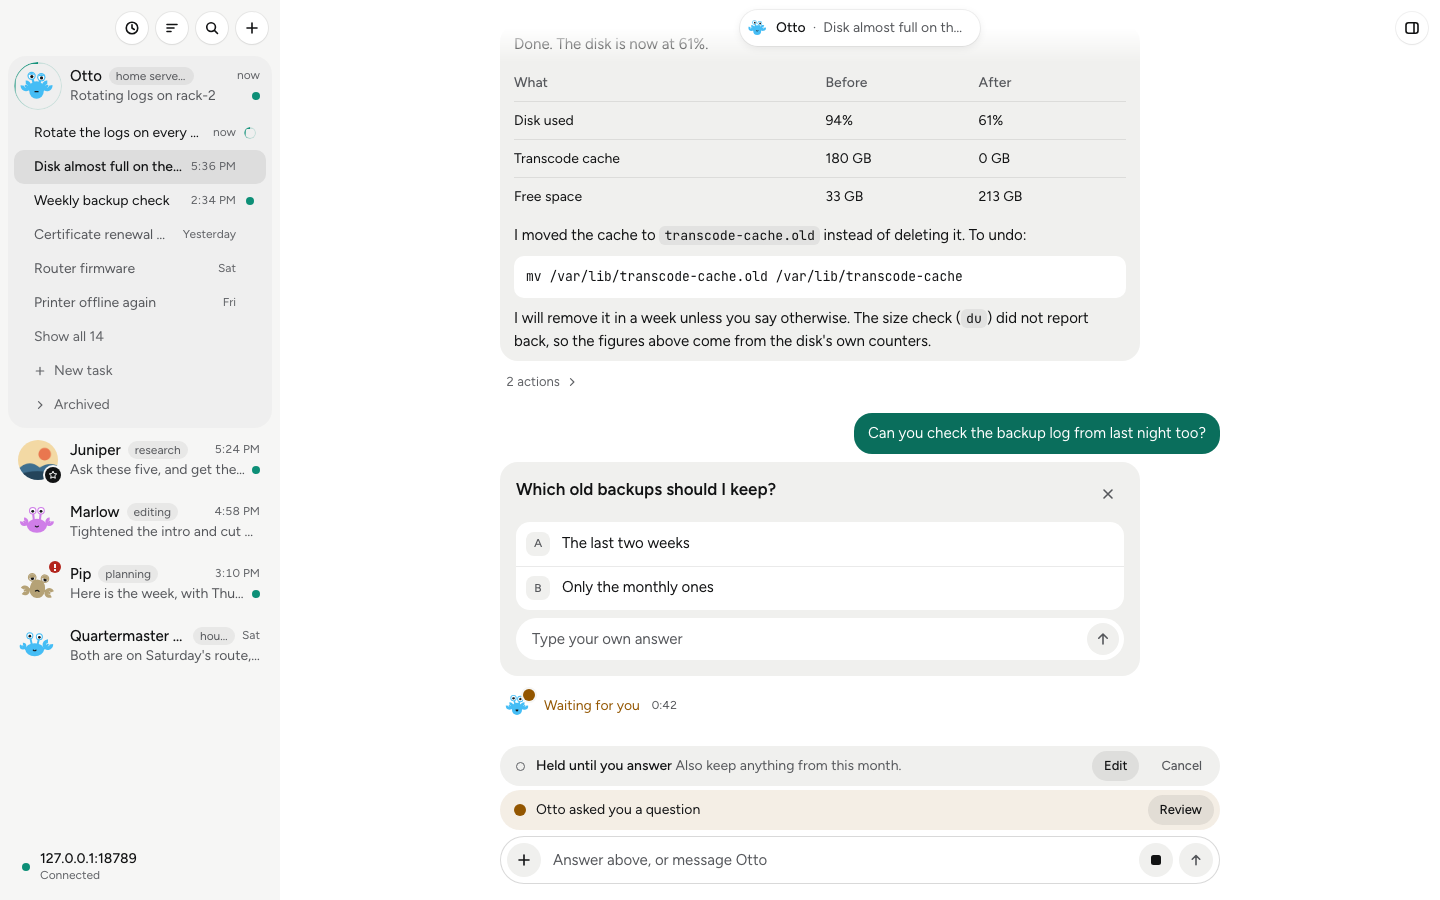 Otto home serve... now
Rotating logs on rack-2
Rotate the logs on every ... now
Disk almost full on the... 5:36 PM
Weekly backup check 2:34 PM
Certificate renewal ... Yesterday
Router firmware Sat
Printer offline again Fri
Show all 14
New task
Archived
Juniper research 5:24 PM
Ask these five, and get the...
Marlow editing 4:58 PM
Tightened the intro and cut ...
Pip planning 3:10 PM
Here is the week, with Thu...
Quartermaster ... hou... Sat
Both are on Saturday's route,...
127.0.0.1:18789
Connected
Otto · Disk almost full on th...
Done. The disk is now at 61%.
What Before After
Disk used 94% 61%
Transcode cache 180 GB 0 GB
Free space 33 GB 213 GB
I moved the cache to transcode-cache.old instead of deleting it. To undo:
mv /var/lib/transcode-cache.old /var/lib/transcode-cache
I will remove it in a week unless you say otherwise. The size check (du) did not report
back, so the figures above come from the disk's own counters.
2 actions
Can you check the backup log from last night too?
Which old backups should I keep?
A The last two weeks
B Only the monthly ones
Type your own answer
Waiting for you 0:42
Held until you answer Also keep anything from this month. Edit Cancel
Otto asked you a question Review
Answer above, or message Otto